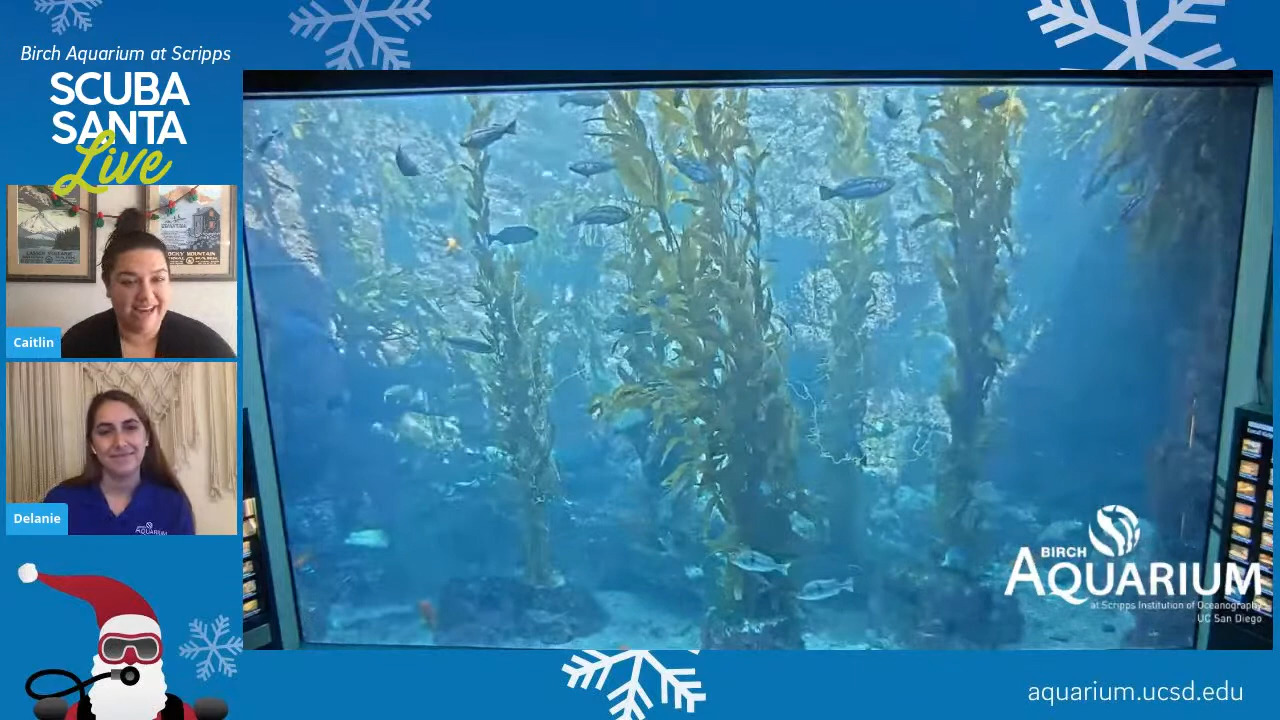 Birch Aquarium at Scripps
SCUBA
SANTA
Live
Caitlin
Delanie
AQUARIUM
BIRCH
AQUARIUM
at Scripps Institution of Oceanography
UC San Diego
aquarium.ucsd.edu